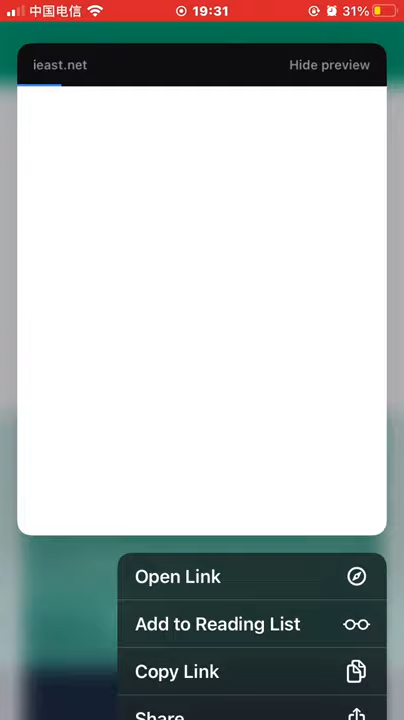 中国电信 19:31 31%
ieast.net Hide preview
Open Link
Add to Reading List
Copy Link
Share